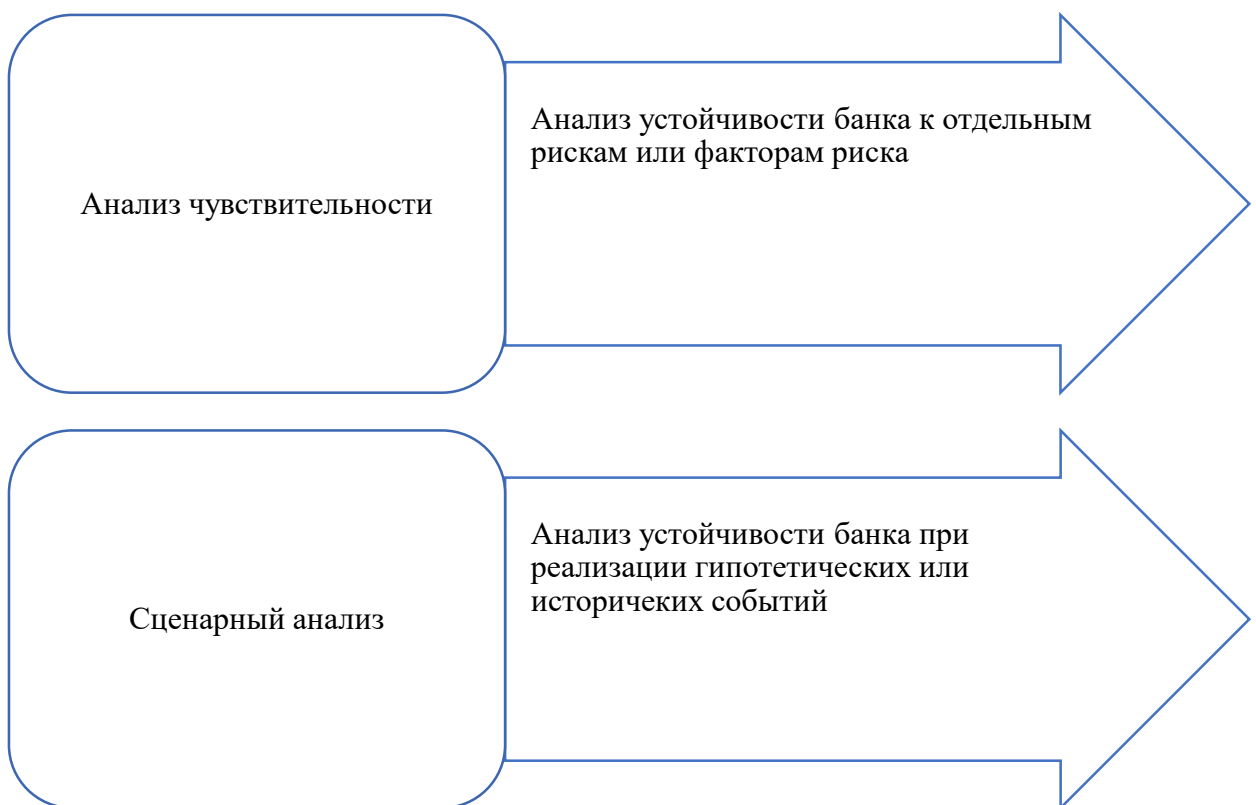 Анализ чувствительности
Анализ устойчивости банка к отдельным
рискам или факторам риска
Сценарный анализ
Анализ устойчивости банка при
реализации гипотетических или
историчеких событий